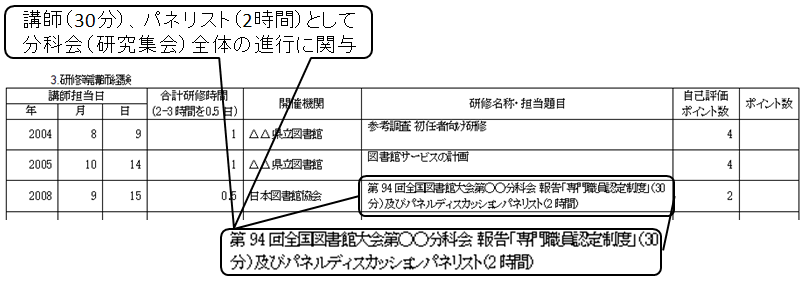 講師（30分）、パネリスト（2時間）として
分科会（研究集会）全体の進行に関与
3.研修等講師経験
講師担当日 合計研修時間 開催機関 研修名称・担当題目 自己評価 ポイント数
年 月 日 (2-3時間を0.5日) ポイント数
2004 8 9 1 △△県立図書館 参考調査 初任者向け研修 4
2005 10 14 1 △△県立図書館 図書館サービスの計画 4
2008 9 15 0.5 日本図書館協会 第94回全国図書館大会第〇〇分科会 報告「専門職員認定制度」（30 2
分）及びパネルディスカッションパネリスト（2時間）
第94回全国図書館大会第〇〇分科会 報告「専門職員認定制度」（30
分）及びパネルディスカッションパネリスト（2時間）